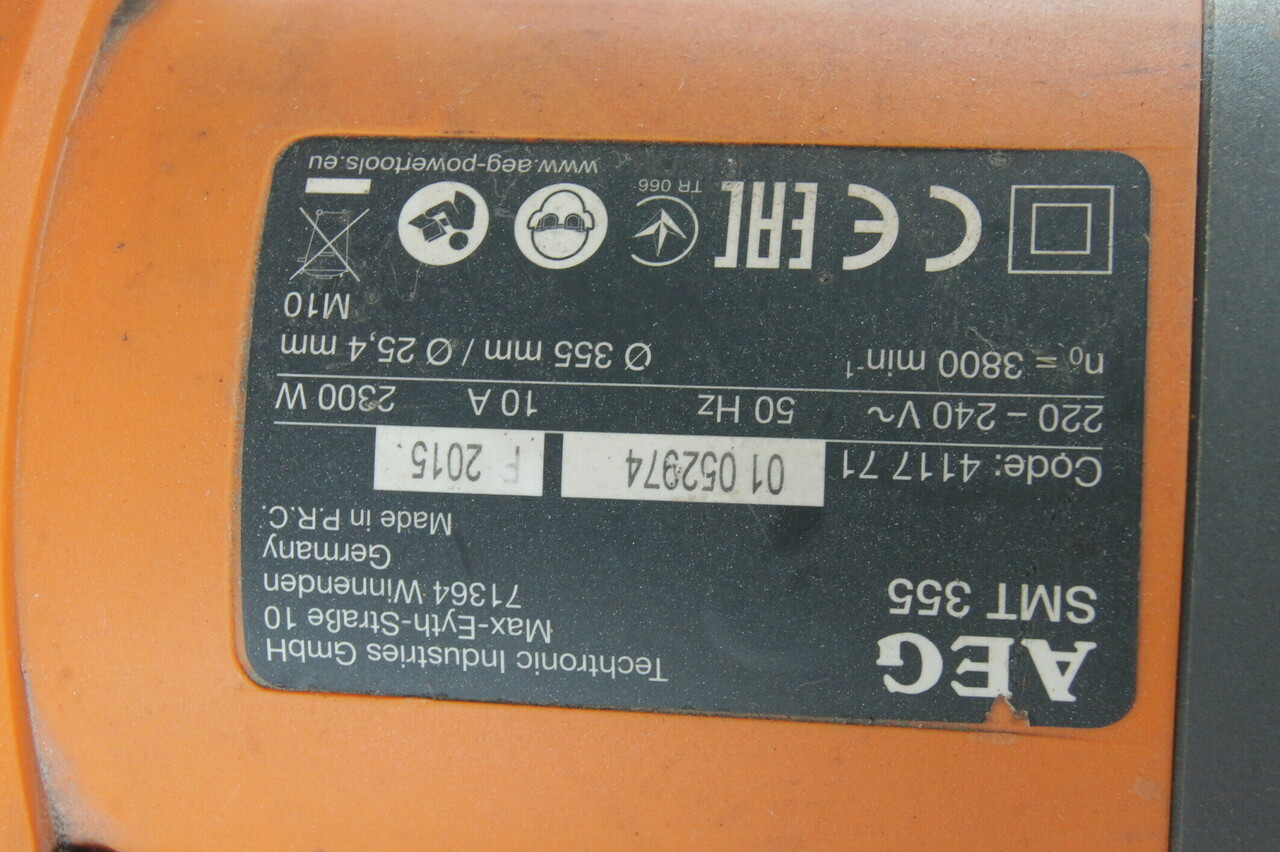 AEG
SMT 355
Techtronic Industries GmbH
Max-Eyth-Straße 10
71364 Winnenden
Germany
Made in P.R.C.
Code: 4117 71 01 052974 F 2015.
220 – 240 V~ 50 Hz 10 A 2300 W
n₀ = 3800 min⁻¹ Ø 355 mm / Ø 25,4 mm
M10
CE EAC TR 066
www.aeg-powertools.eu